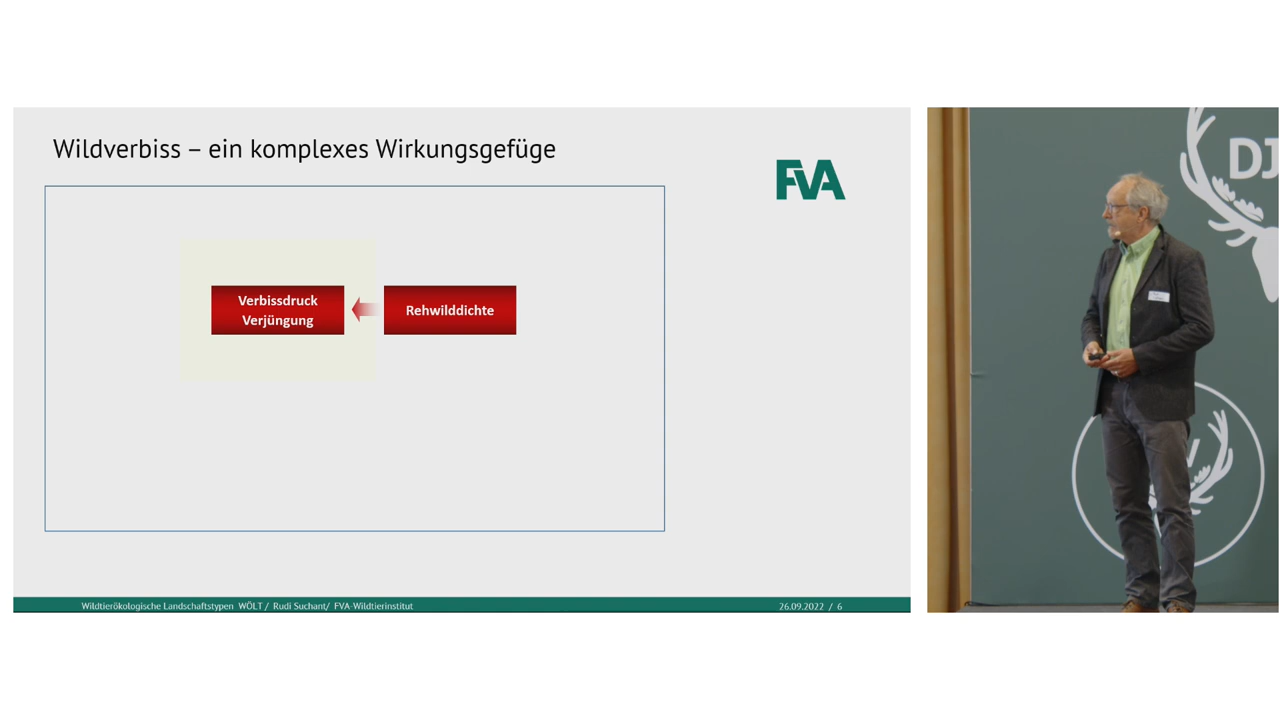 Wildverbiss – ein komplexes Wirkungsgefüge
FVA
Verbissdruck
Verjüngung
Rehwilddichte
Wildtierökologische Landschaftstypen WÖLT / Rudi Suchant/ FVA-Wildtierinstitut
26.09.2022 / 6
DJ